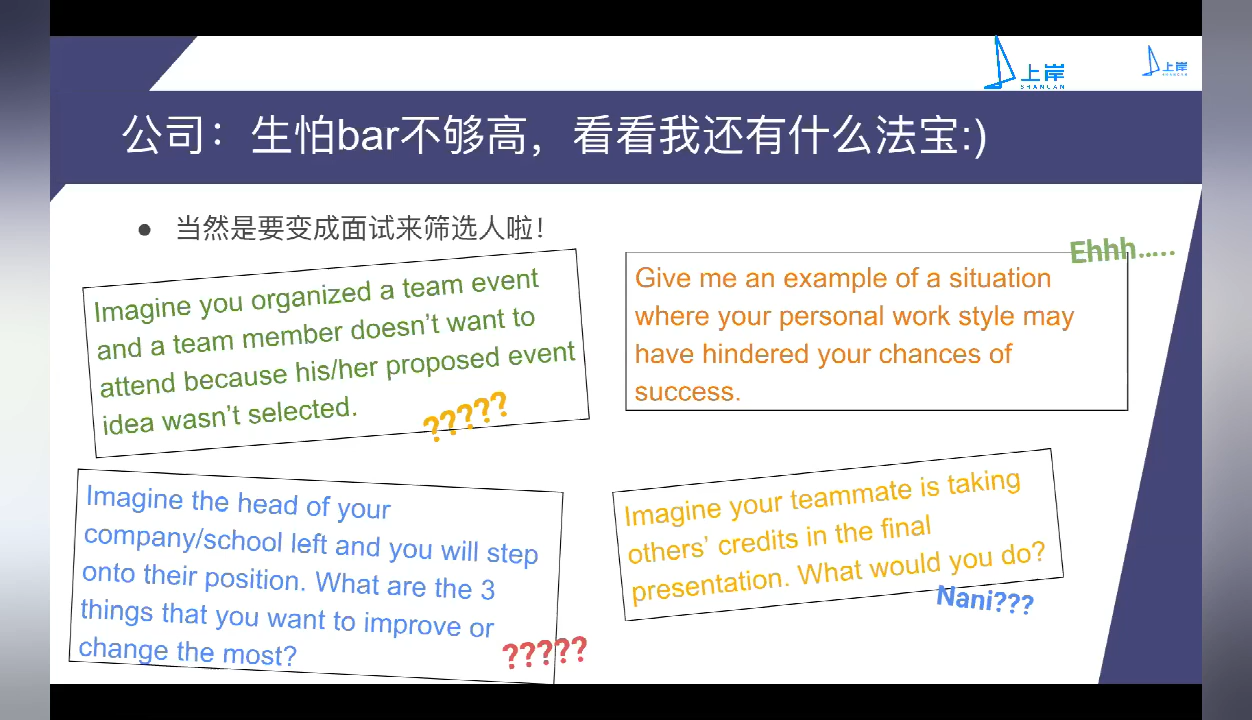 上岸
SHANGAN
上岸
公司：生怕bar不够高，看看我还有什么法宝:)
● 当然是要变成面试来筛选人啦！
Imagine you organized a team event
and a team member doesn't want to
attend because his/her proposed event
idea wasn't selected.
?????
Ehhh.....
Give me an example of a situation
where your personal work style may
have hindered your chances of
success.
Imagine the head of your
company/school left and you will step
onto their position. What are the 3
things that you want to improve or
change the most?
?????
Imagine your teammate is taking
others' credits in the final
presentation. What would you do?
Nani???